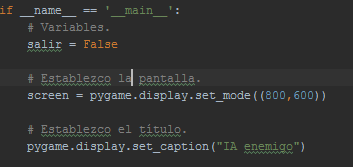 if __name__ == '__main__':
    # Variables.
    salir = False

    # Establezco la pantalla.
    screen = pygame.display.set_mode((800,600))

    # Establezco el titulo.
    pygame.display.set_caption("IA enemigo")